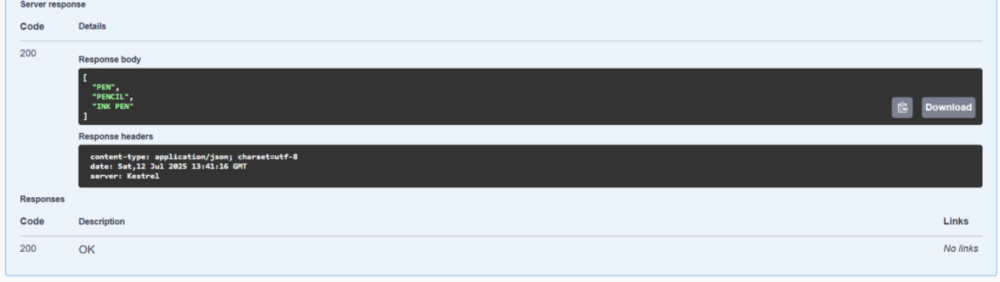 Server response
Code Details
200
Response body
[
"PEN",
"PENCIL",
"INK PEN"
]
Download
Response headers
content-type: application/json; charset=utf-8
date: Sat,12 Jul 2025 13:41:16 GMT
server: Kestrel
Responses
Code Description Links
200 OK No links